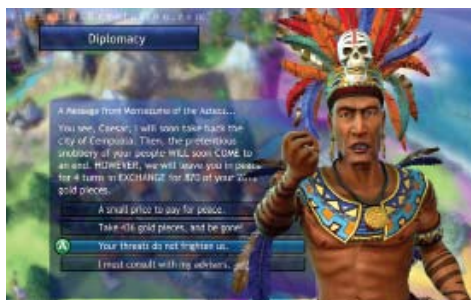 Diplomacy
A Message from Montezuma of the Aztecs...
You see, Caesar, I will soon take back the
city of Cempoala. Then, the pretentious
snobbery of your people WILL soon COME to
an end. HOWEVER, we will leave you in peace
for 4 turns in EXCHANGE for 870 of your
gold pieces.
A small price to pay for peace.
Take 436 gold pieces, and be gone!
A
Your threats do not frighten us.
I must consult with my advisers.